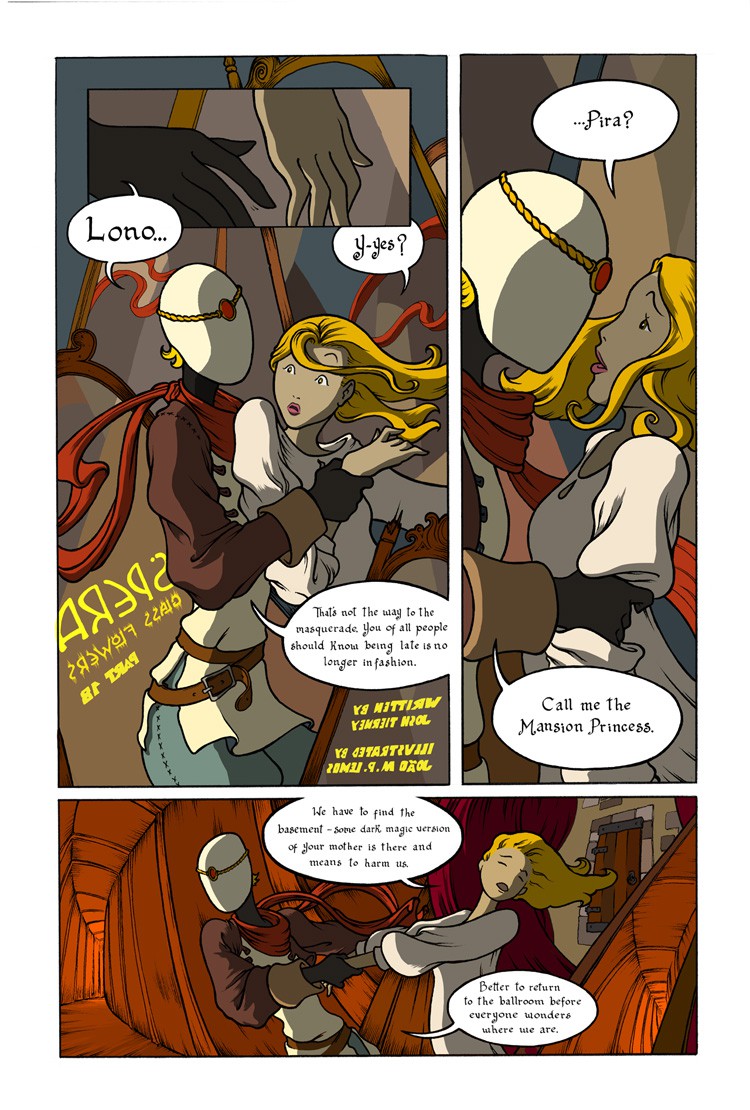 Lono...
Y-yes?
That's not the way to the
masquerade. You of all people
should know being late is no
longer in fashion.
SPERA
GLASS FLOWERS
PART 18
WRITTEN BY
JOSH TIERNEY
ILLUSTRATED BY
JOÃO M.P. LEMOS
...Pira?
Call me the
Mansion Princess.
We have to find the
basement – some dark magic version
of your mother is there and
means to harm us.
Better to return
to the ballroom before
everyone wonders
where we are.